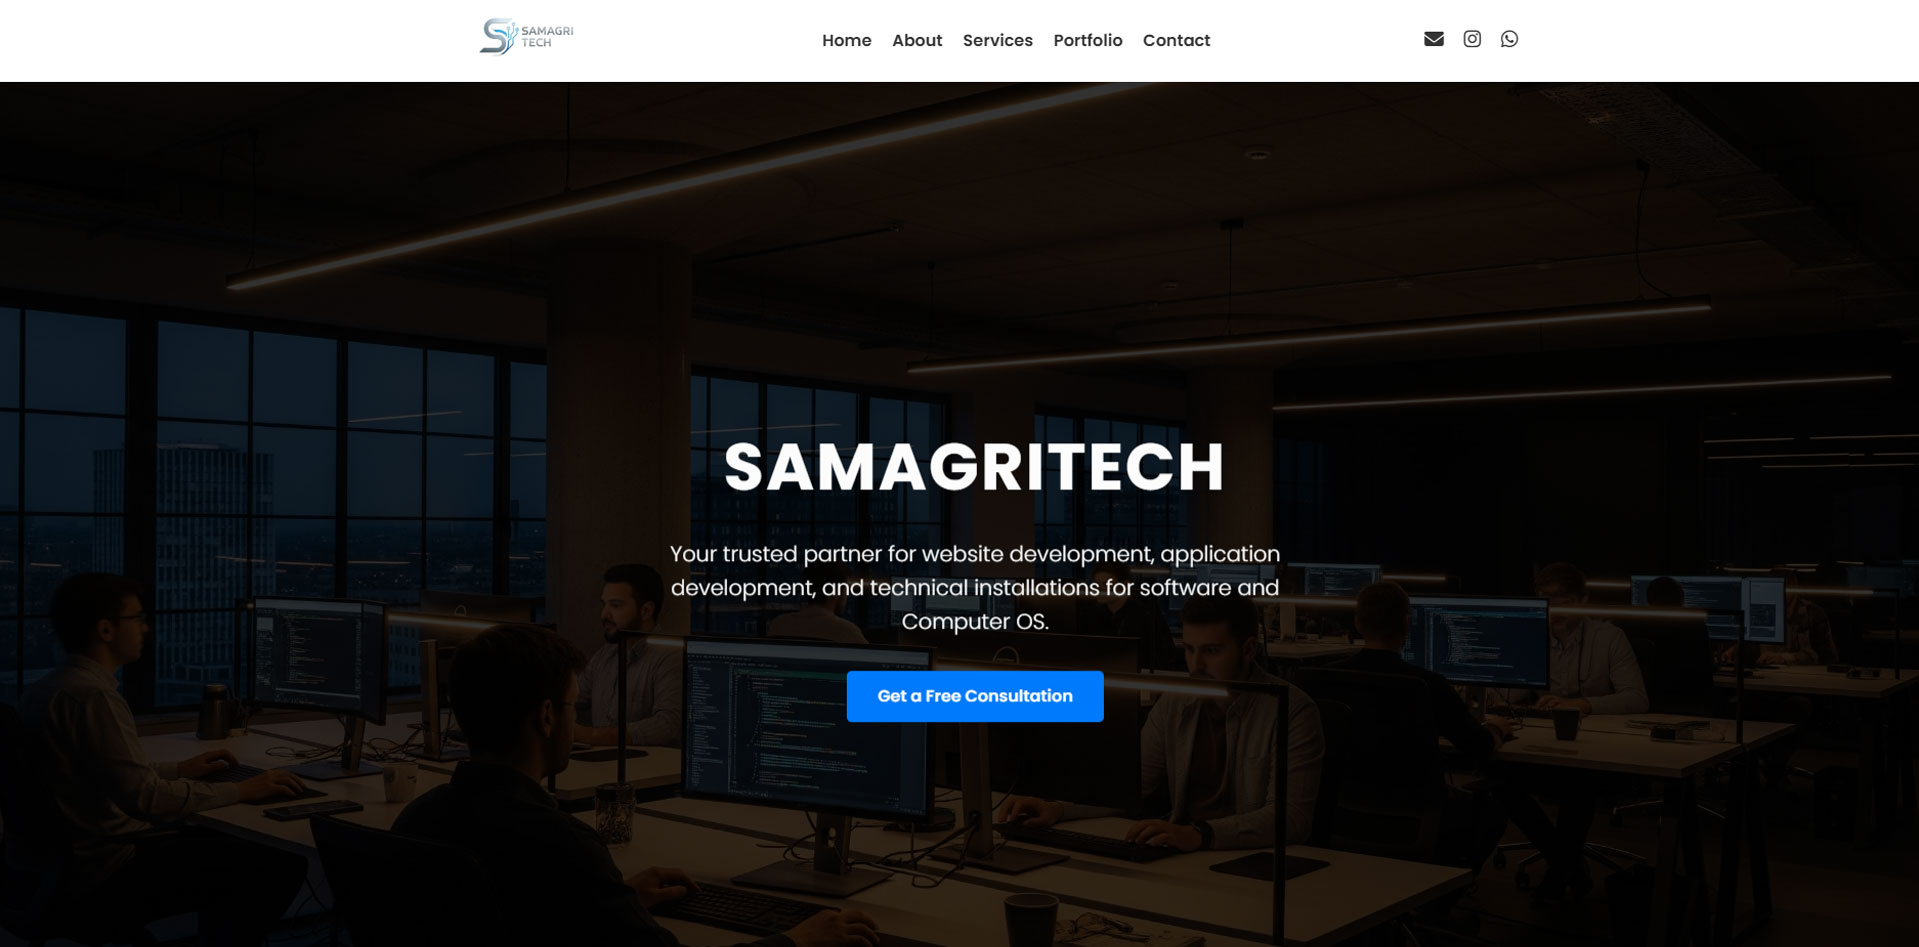 SAMAGRI
TECH
Home About Services Portfolio Contact
SAMAGRITECH
Your trusted partner for website development, application
development, and technical installations for software and
Computer OS.
Get a Free Consultation